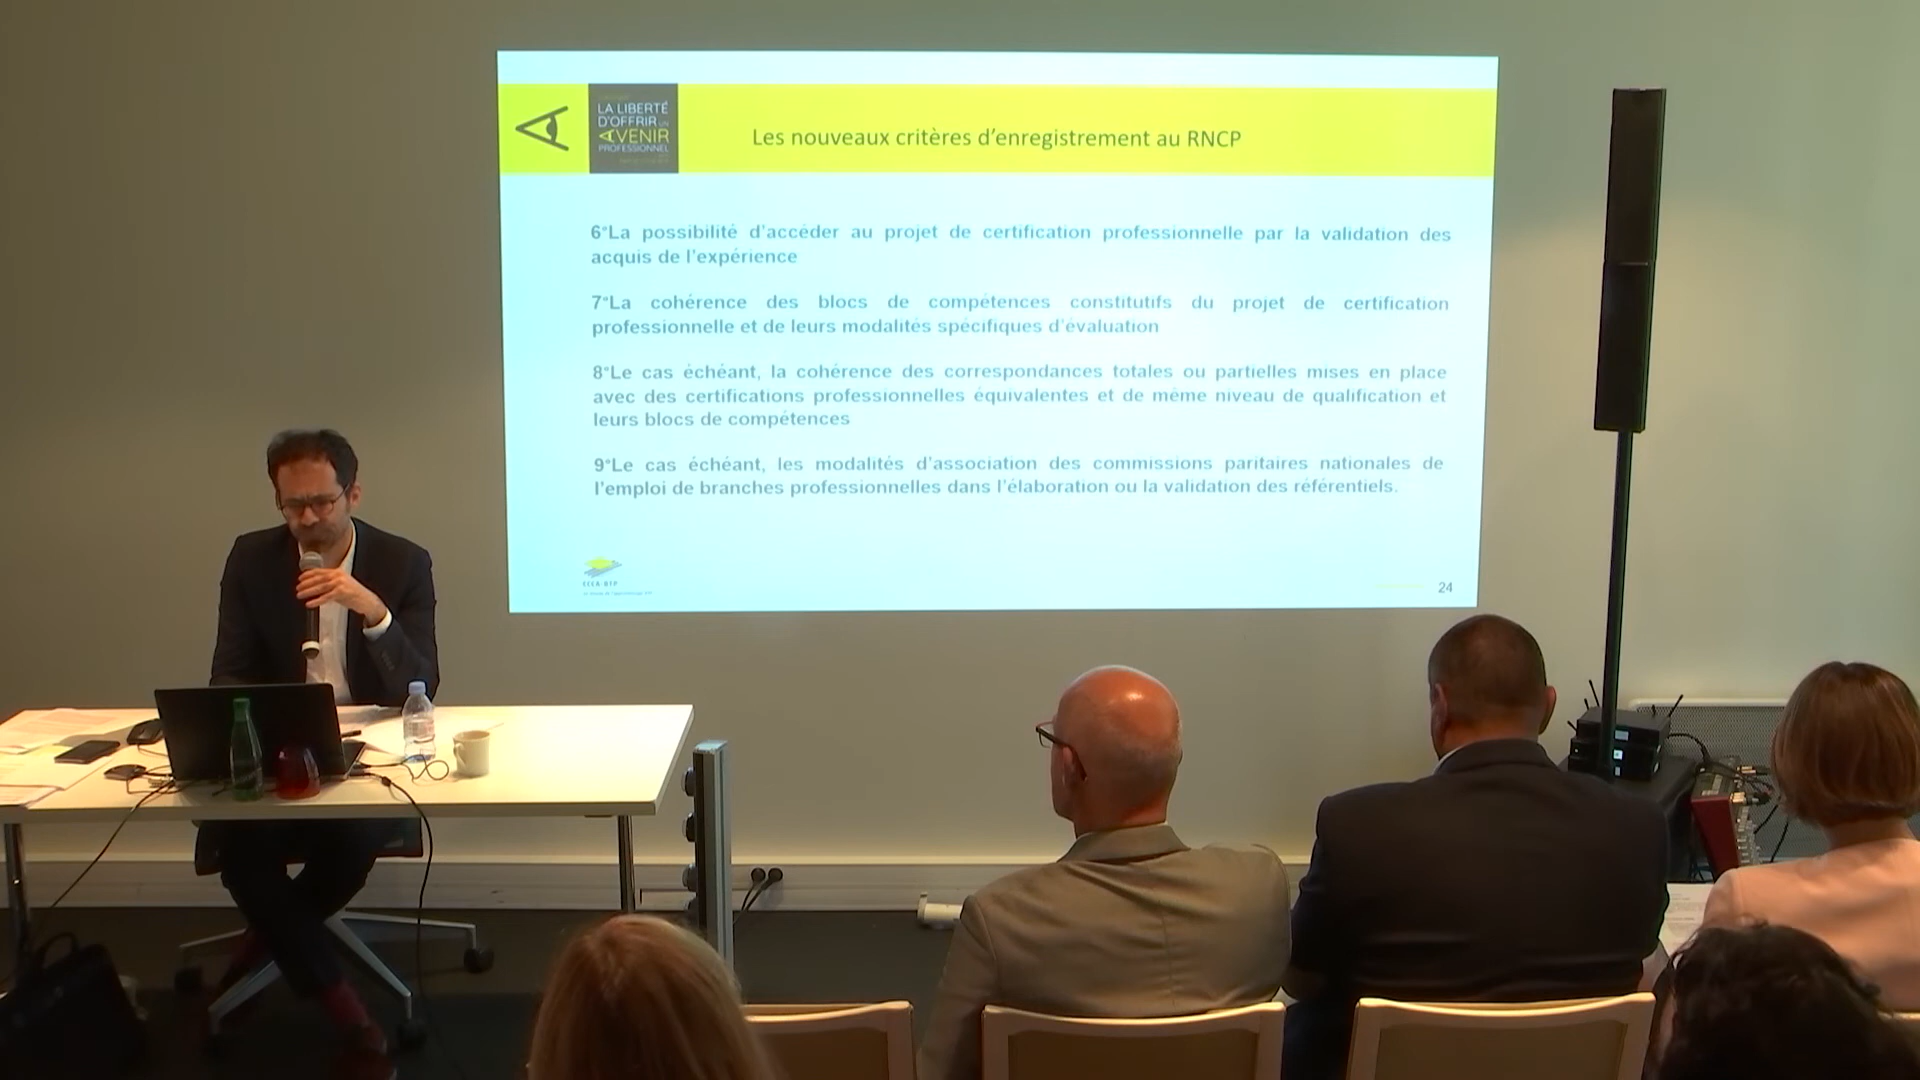 LA LIBERTÉ
D'OFFRIR UN
AVENIR
PROFESSIONNEL
Les nouveaux critères d'enregistrement au RNCP
6°La possibilité d'accéder au projet de certification professionnelle par la validation des
acquis de l'expérience
7°La cohérence des blocs de compétences constitutifs du projet de certification
professionnelle et de leurs modalités spécifiques d'évaluation
8°Le cas échéant, la cohérence des correspondances totales ou partielles mises en place
avec des certifications professionnelles équivalentes et de même niveau de qualification et
leurs blocs de compétences
9°Le cas échéant, les modalités d'association des commissions paritaires nationales de
l'emploi de branches professionnelles dans l'élaboration ou la validation des référentiels.
CCCA BTP
24